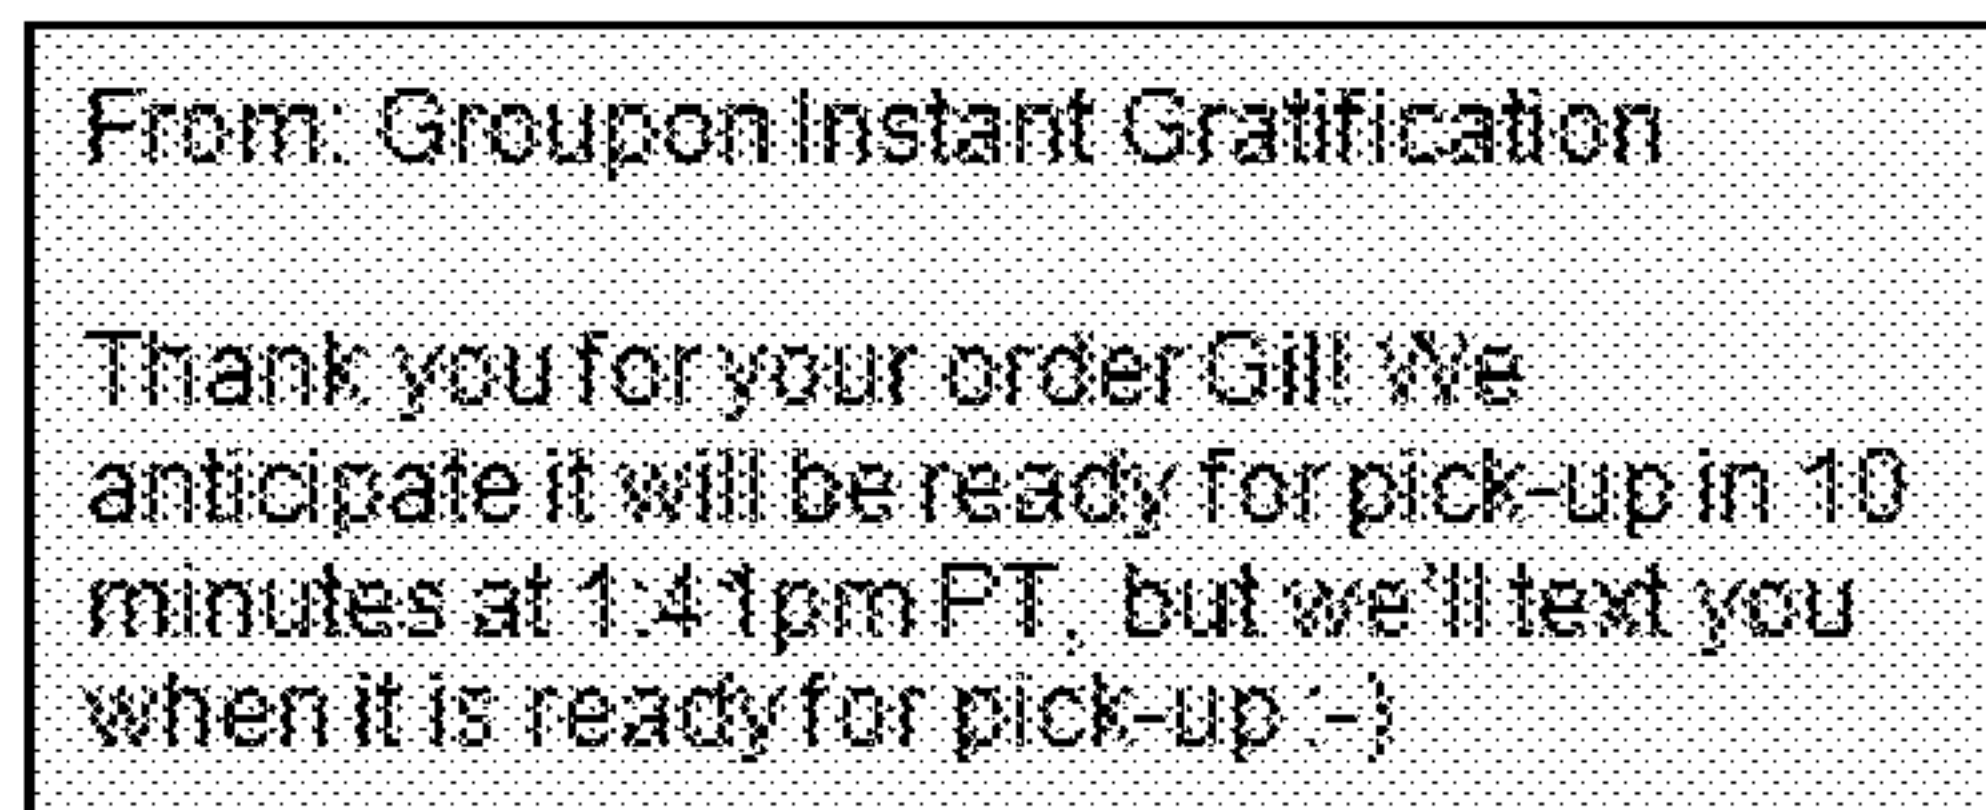 From: Groupon Instant Gratification
Thank you for your order Gil! We
anticipate it will be ready for pick-up in 10
minutes at 1:41pm PT, but we'll text you
when it is ready for pick-up :-)